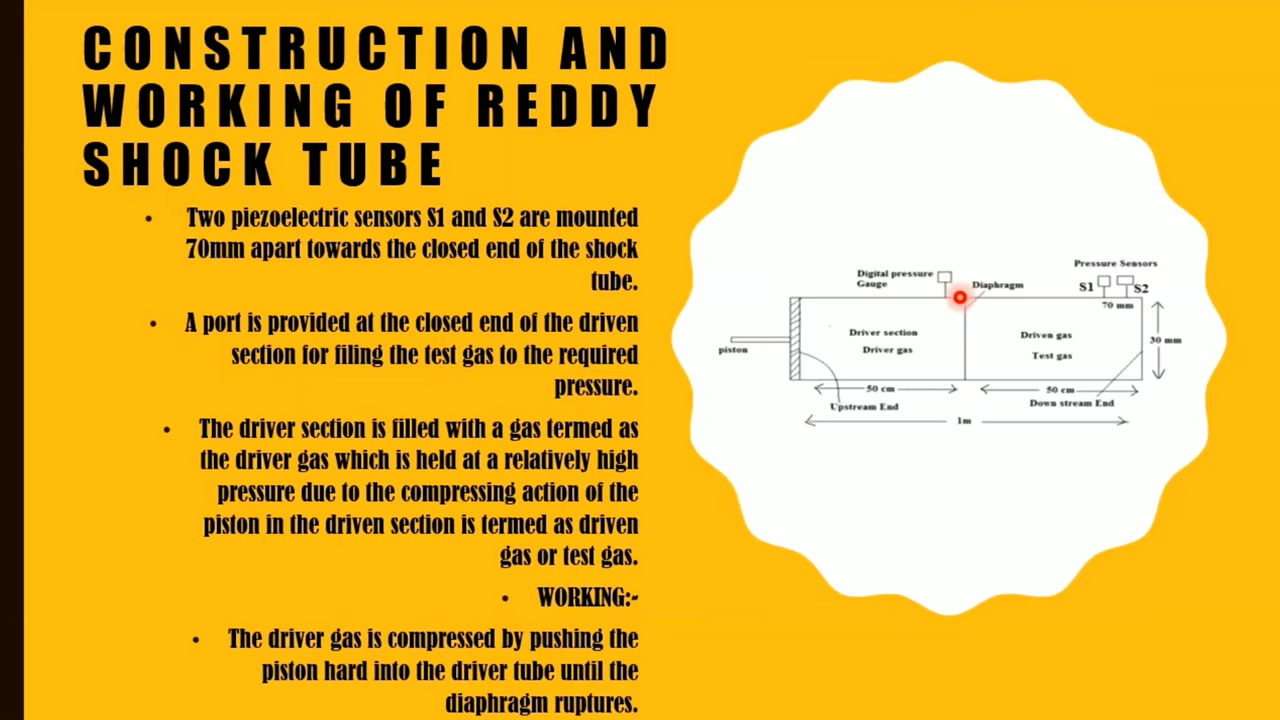 CONSTRUCTION AND
WORKING OF REDDY
SHOCK TUBE
• Two piezoelectric sensors S1 and S2 are mounted
70mm apart towards the closed end of the shock
tube.
• A port is provided at the closed end of the driven
section for filing the test gas to the required
pressure.
• The driver section is filled with a gas termed as
the driver gas which is held at a relatively high
pressure due to the compressing action of the
piston in the driven section is termed as driven
gas or test gas.
• WORKING:-
• The driver gas is compressed by pushing the
piston hard into the driver tube until the
diaphragm ruptures.
Pressure Sensors
Digital pressure
Gauge
Diaphragm
S1
S2
70 mm
Driver section
Driver gas
Driven gas
Test gas
30 mm
piston
50 cm
50 cm
Upstream End
Down stream End
1m